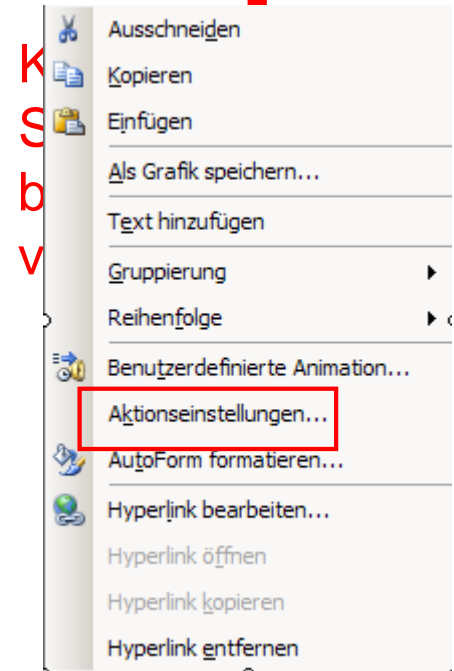 Ausschneiden
Kopieren
Einfügen
Als Grafik speichern...
Text hinzufügen
Gruppierung
Reihenfolge
Benutzerdefinierte Animation...
Aktionseinstellungen...
AutoForm formatieren...
Hyperlink bearbeiten...
Hyperlink öffnen
Hyperlink kopieren
Hyperlink entfernen